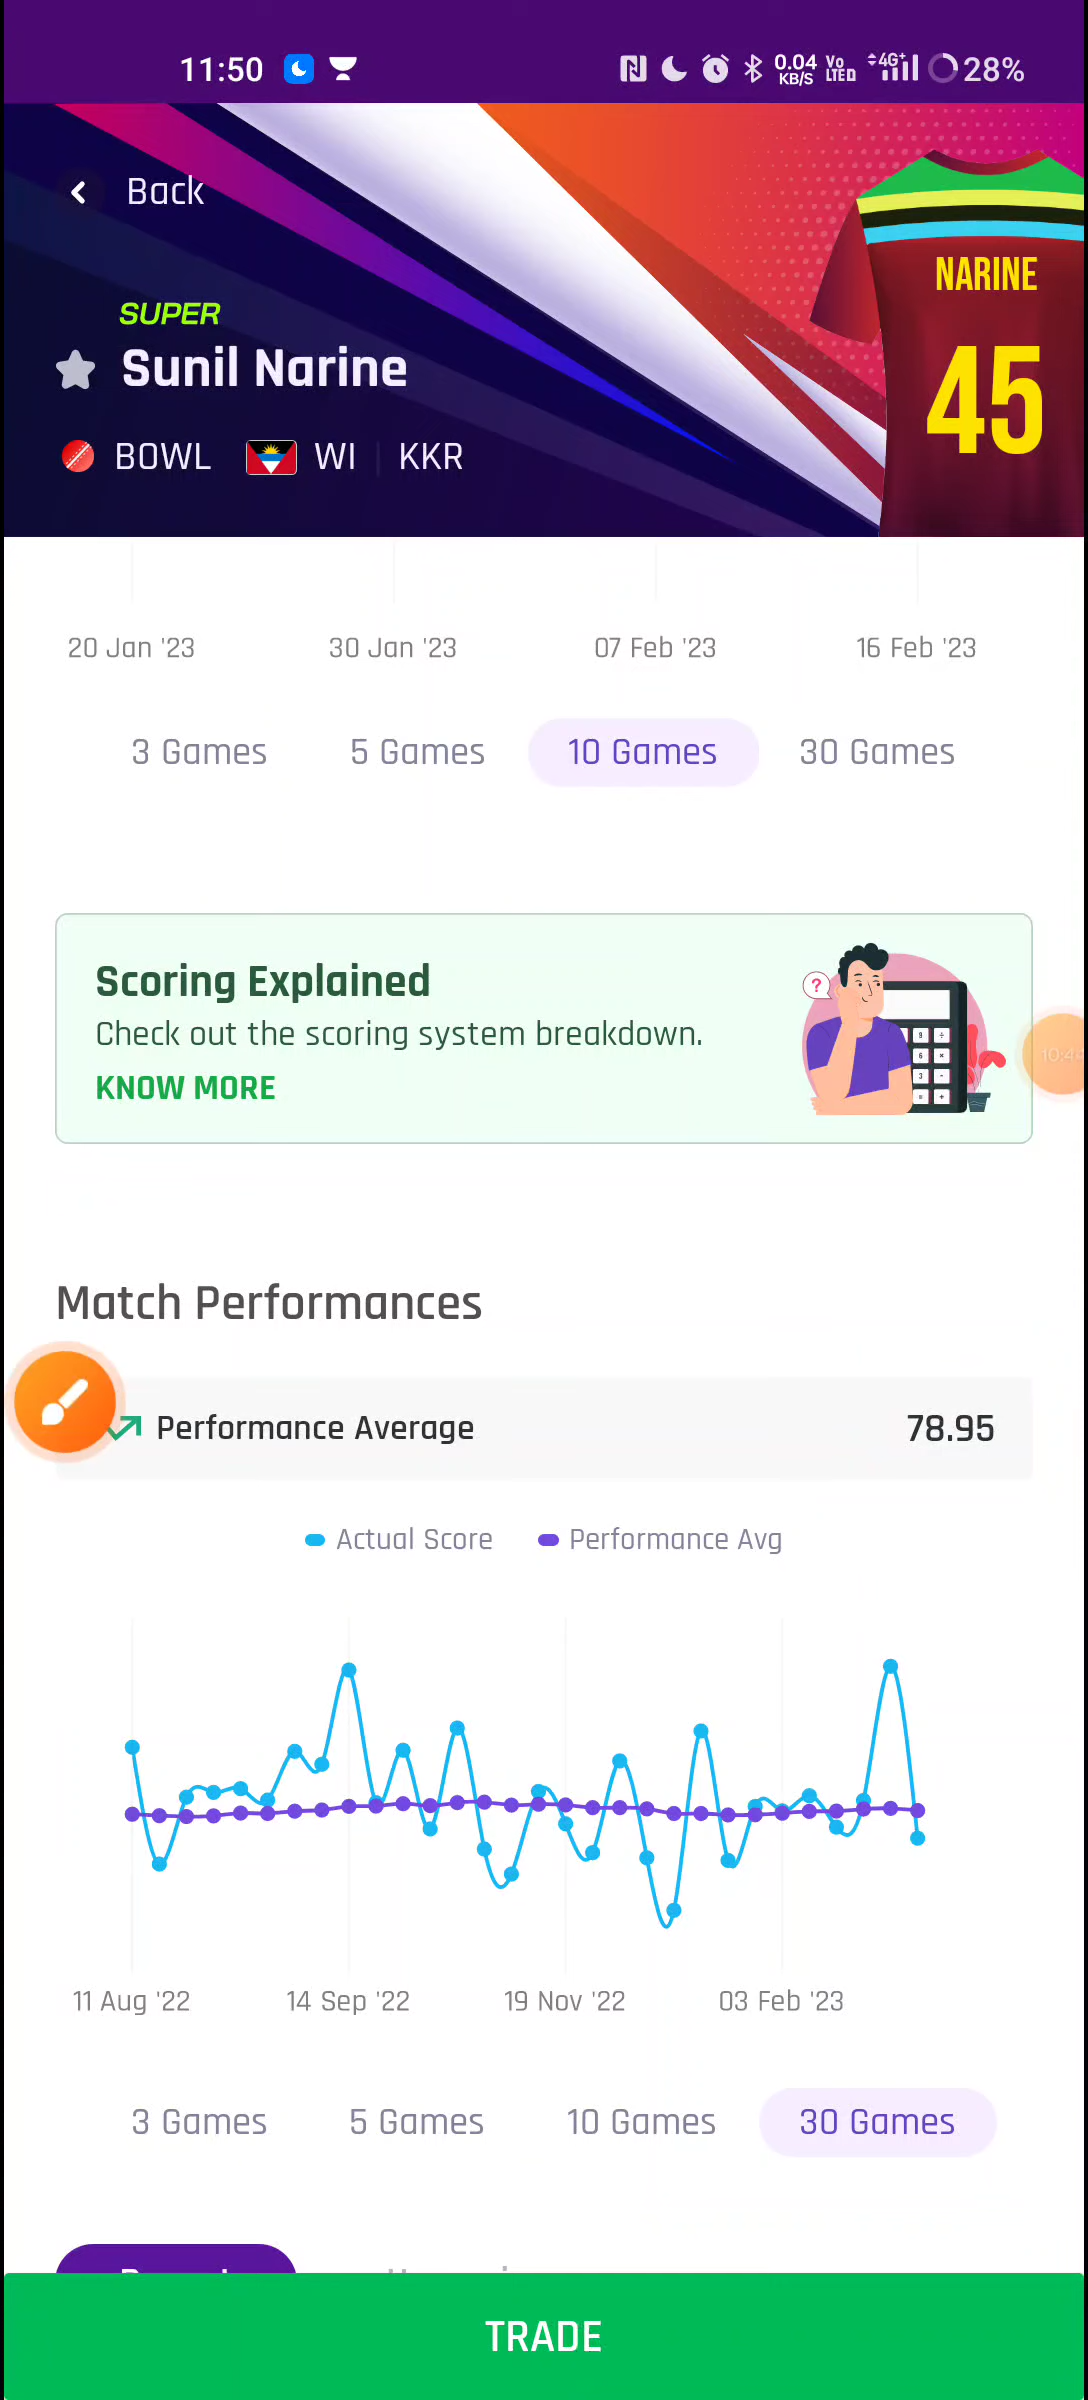 11:50
0.04 KB/S Vo LTE 4G+ 28%
Back
NARINE
45
SUPER
Sunil Narine
BOWL WI KKR
20 Jan '23 30 Jan '23 07 Feb '23 16 Feb '23
3 Games 5 Games 10 Games 30 Games
Scoring Explained
Check out the scoring system breakdown.
KNOW MORE
Match Performances
Performance Average 78.95
Actual Score Performance Avg
11 Aug '22 14 Sep '22 19 Nov '22 03 Feb '23
3 Games 5 Games 10 Games 30 Games
TRADE